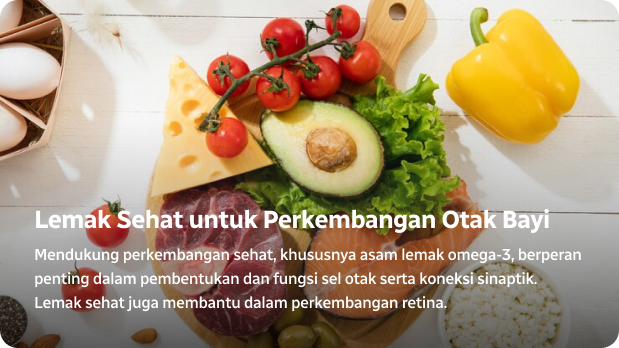 Lemak Sehat untuk Perkembangan Otak Bayi
Mendukung perkembangan sehat, khususnya asam lemak omega-3, berperan
penting dalam pembentukan dan fungsi sel otak serta koneksi sinaptik.
Lemak sehat juga membantu dalam perkembangan retina.